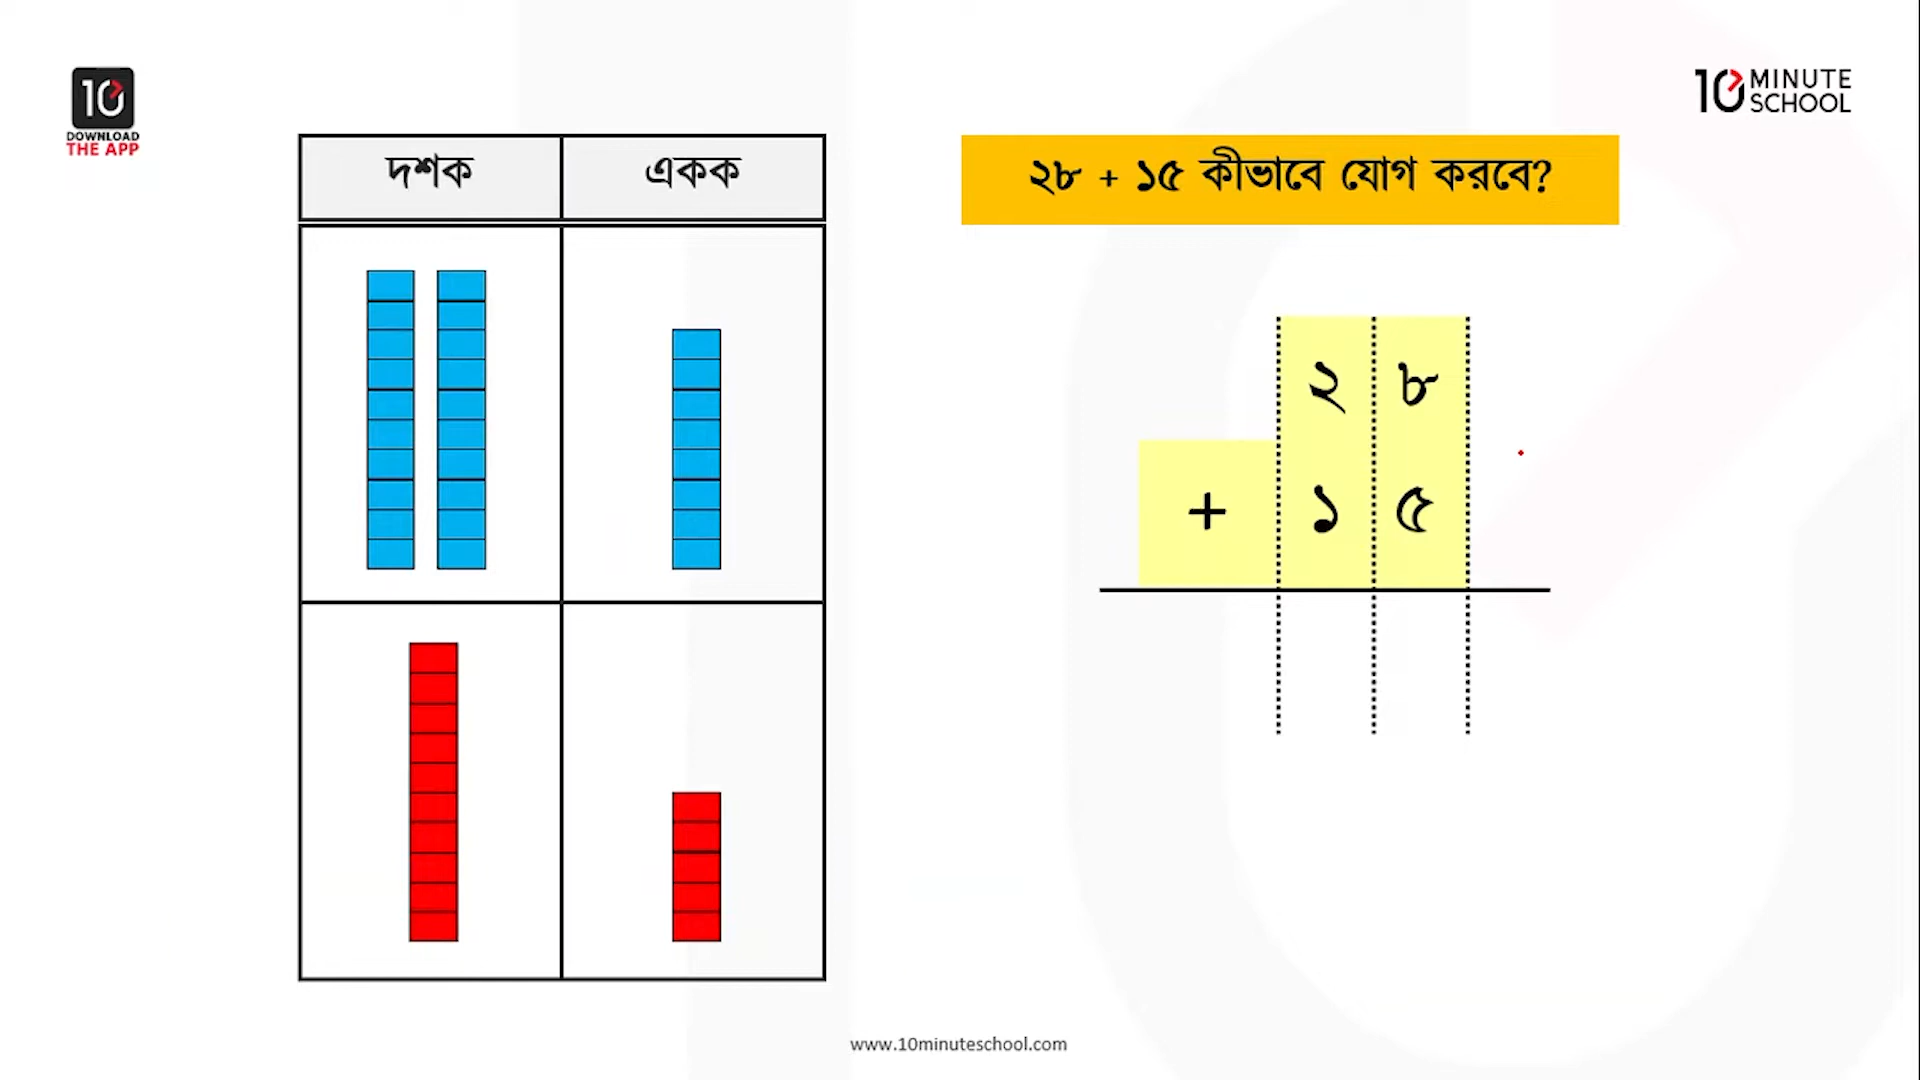 10
DOWNLOAD
THE APP
10 MINUTE
SCHOOL
দশক একক
২৮ + ১৫ কীভাবে যোগ করবে?
২ ৮
+ ১ ৫
www.10minuteschool.com